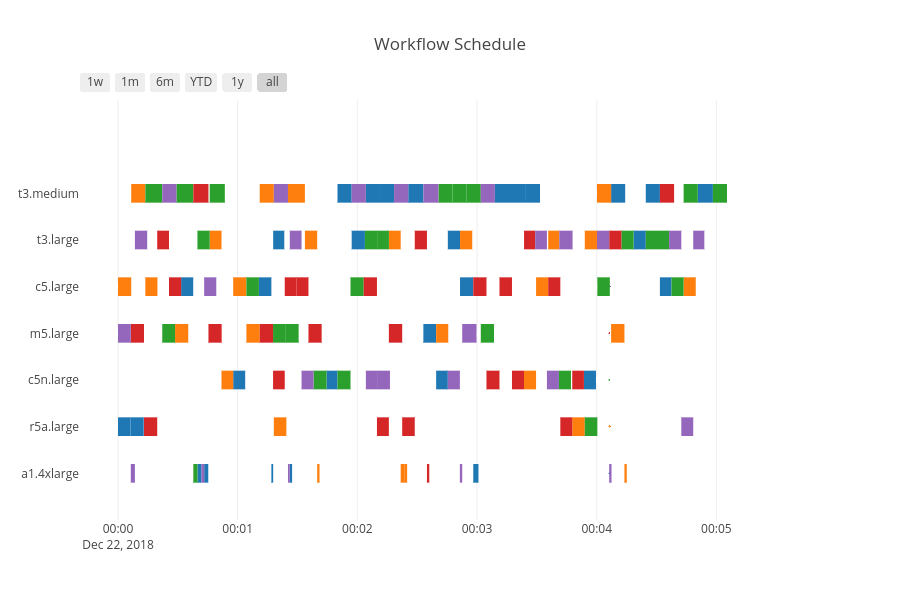 Workflow Schedule
1w 1m 6m YTD 1y all
t3.medium
t3.large
c5.large
m5.large
c5n.large
r5a.large
a1.4xlarge
00:00 00:01 00:02 00:03 00:04 00:05
Dec 22, 2018